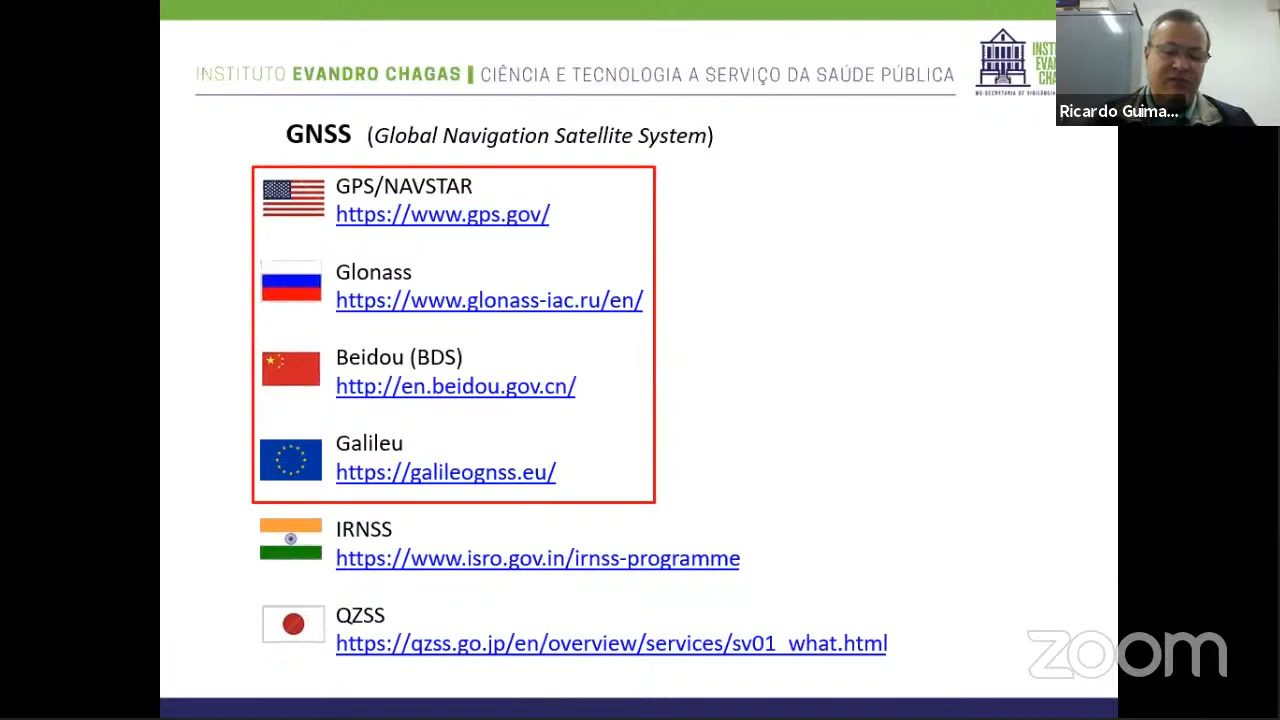 INSTITUTO EVANDRO CHAGAS | CIÊNCIA E TECNOLOGIA A SERVIÇO DA SAÚDE PÚBLICA
Ricardo Guima...
GNSS (Global Navigation Satellite System)
GPS/NAVSTAR
https://www.gps.gov/
Glonass
https://www.glonass-iac.ru/en/
Beidou (BDS)
http://en.beidou.gov.cn/
Galileu
https://galileognss.eu/
IRNSS
https://www.isro.gov.in/irnss-programme
QZSS
https://qzss.go.jp/en/overview/services/sv01_what.html
zoom